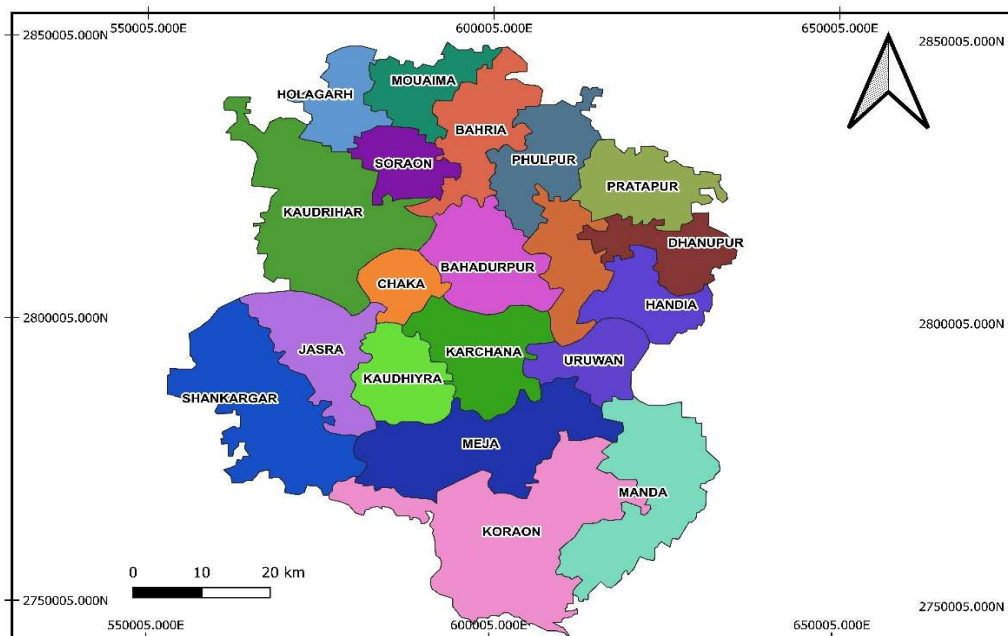 550005.000E 600005.000E 650005.000E
2850005.000N 2850005.000N
MOUAIMA
HOLAGARH
BAHRIA
SORAON
PHULPUR
PRATAPUR
KAUDRIHAR
DHANUPUR
BAHADURPUR
CHAKA
HANDIA
2800005.000N 2800005.000N
JASRA
KARCHANA
URUWAN
KAUDHIYRA
SHANKARGAR
MEJA
MANDA
KORAON
0 10 20 km
2750005.000N 2750005.000N
550005.000E 600005.000E 650005.000E